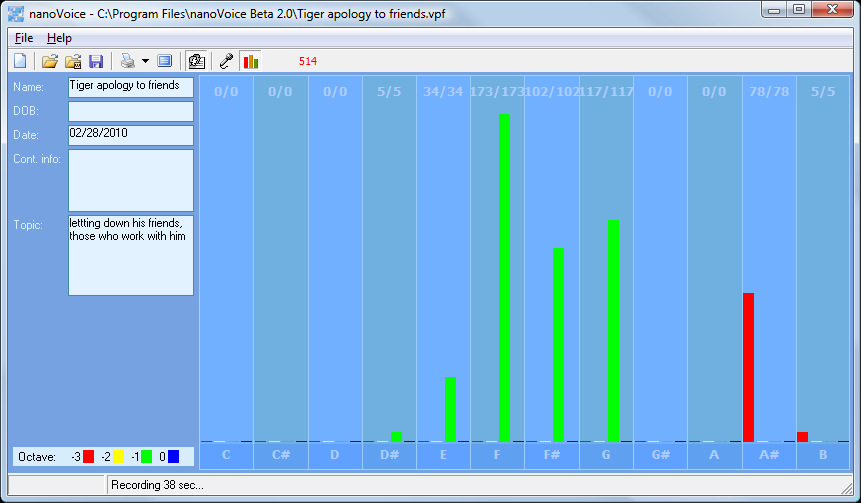 nanoVoice - C:\Program Files\nanoVoice Beta 2.0\Tiger apology to friends.vpf
File Help
514
Name: Tiger apology to friends
DOB:
Date: 02/28/2010
Cont. info:
Topic: lettting down his friends,
those who work with him
0/0 0/0 0/0 5/5 34/34 173/173 102/102 117/117 0/0 0/0 78/78 5/5
C C# D D# E F F# G G# A A# B
Octave: -3 -2 -1 0
Recording 38 sec...